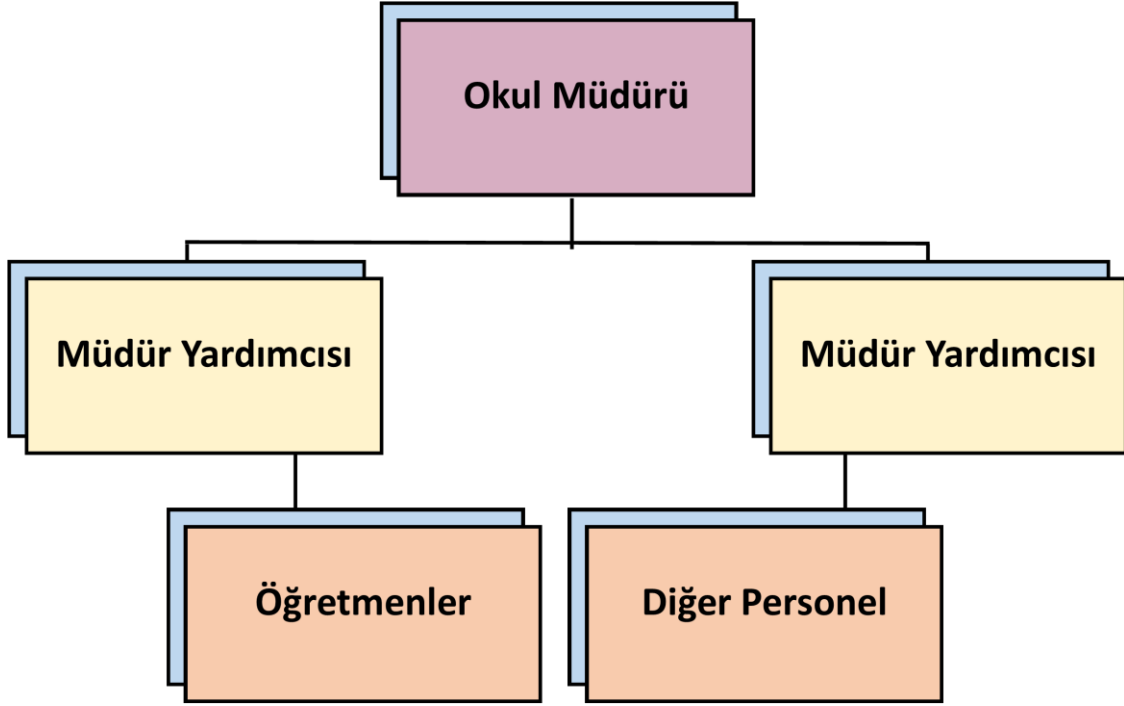 Okul Müdürü
Müdür Yardımcısı
Müdür Yardımcısı
Öğretmenler
Diğer Personel